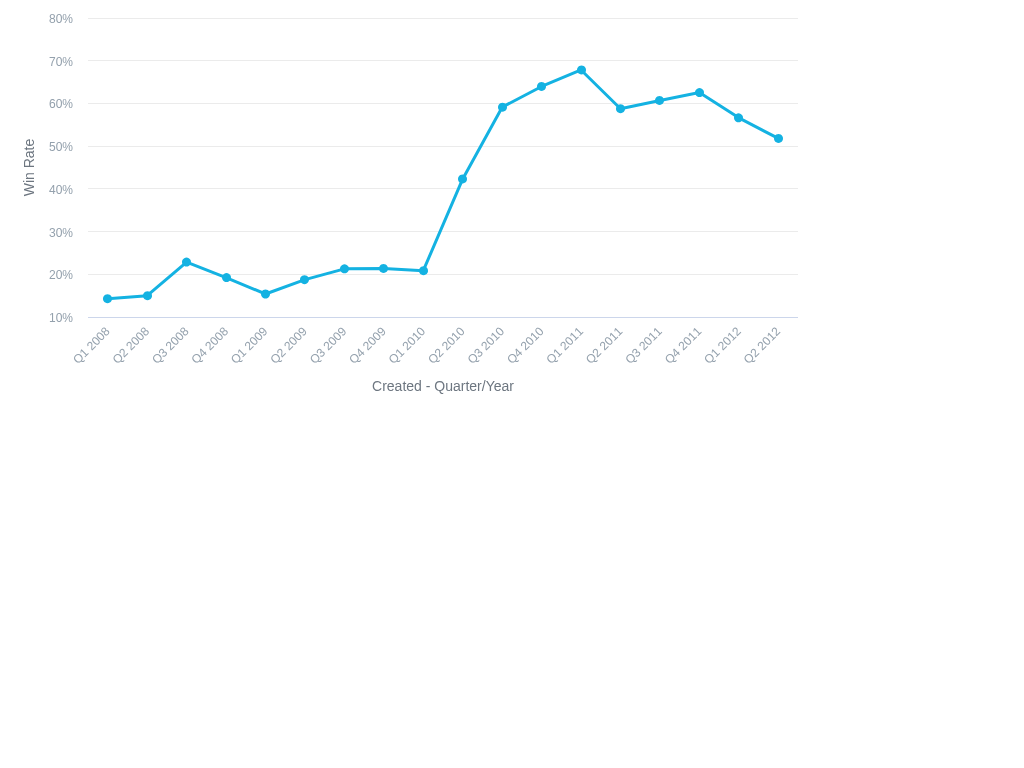 80%
70%
60%
50%
40%
30%
20%
10%
Win Rate
Q1 2008
Q2 2008
Q3 2008
Q4 2008
Q1 2009
Q2 2009
Q3 2009
Q4 2009
Q1 2010
Q2 2010
Q3 2010
Q4 2010
Q1 2011
Q2 2011
Q3 2011
Q4 2011
Q1 2012
Q2 2012
Created - Quarter/Year